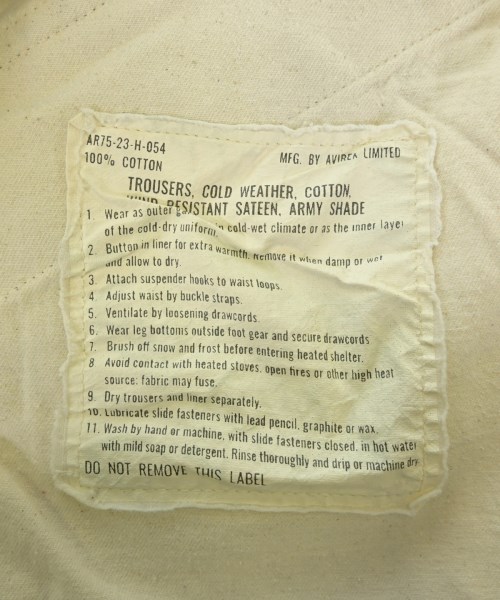 AR75-23-H-054
100% COTTON
MFG. BY AVIREX LIMITED
TROUSERS, COLD WEATHER, COTTON,
WIND RESISTANT SATEEN, ARMY SHADE
1. Wear as outer
of the cold-dry uniform, cold-wet climate or as the inner layer
2. Button in liner for extra warmth. Remove it when damp or wet
and allow to dry.
3. Attach suspender hooks to waist loops.
4. Adjust waist by buckle straps.
5. Ventilate by loosening drawcords.
6. Wear leg bottoms outside foot gear and secure drawcords
7. Brush off snow and frost before entering heated shelter.
8 Avoid contact with heated stoves, open fires or other high heat
source: fabric may fuse.
9. Dry trousers and liner separately.
10. Lubricate slide fasteners with lead pencil, graphite or wax.
11. Wash by hand or machine, with slide fasteners closed, in hot water
with mild soap or detergent. Rinse thoroughly and drip or machine dry
DO NOT REMOVE THIS LABEL